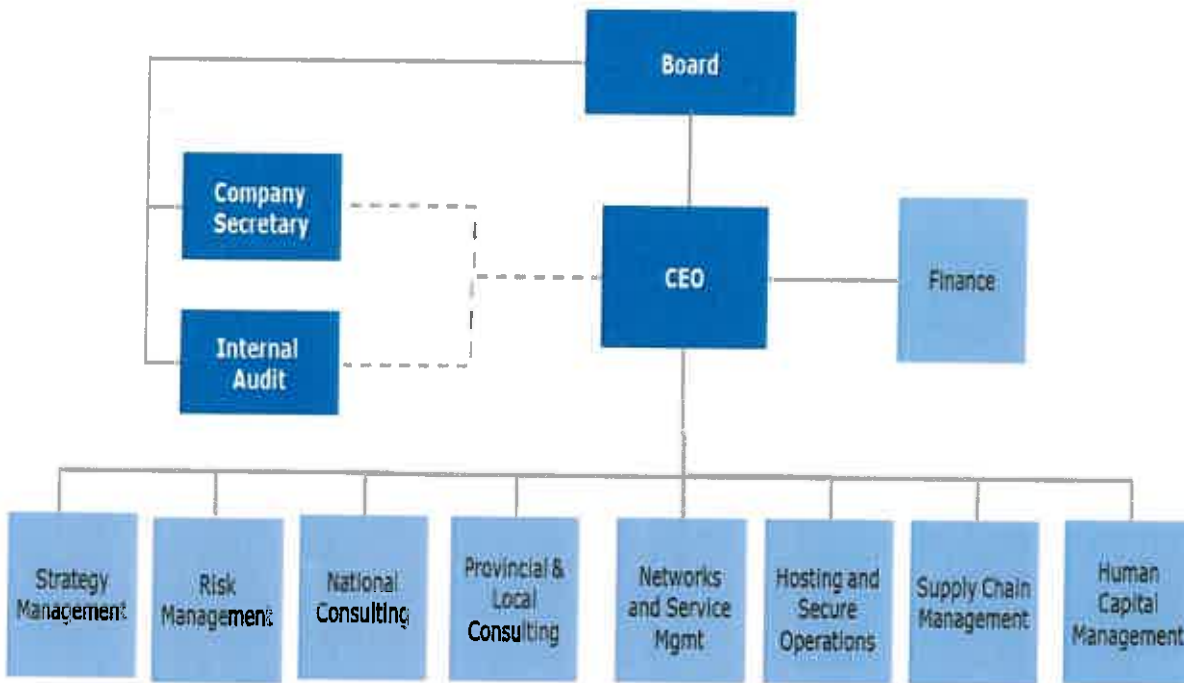 Board
Company
Secretary
CEO
Finance
Internal
Audit
Strategy
Management
Risk
Management
National
Consulting
Provincial &
Local
Consulting
Networks
and Service
Mgmt
Hosting and
Secure
Operations
Supply Chain
Management
Human
Capital
Management